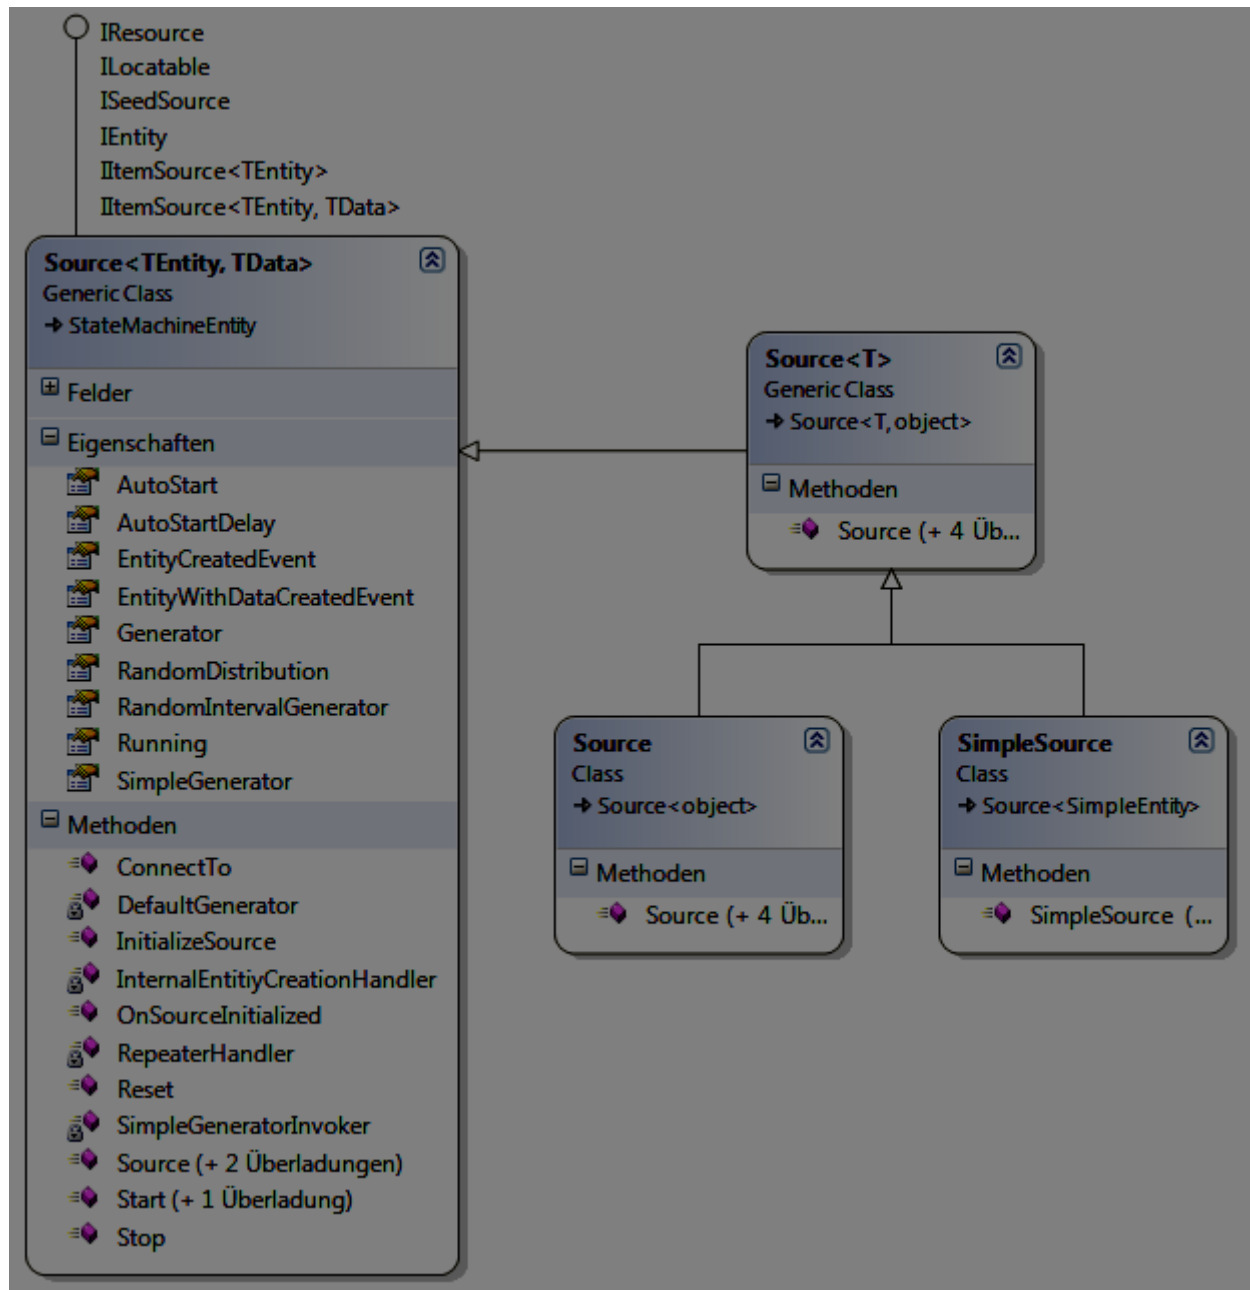 IResource
ILocatable
ISeedSource
IEntity
IItemSource<TEntity>
IItemSource<TEntity, TData>
Source<TEntity, TData>
Generic Class
StateMachineEntity
Felder
Eigenschaften
AutoStart
AutoStartDelay
EntityCreatedEvent
EntityWithDataCreatedEvent
Generator
RandomDistribution
RandomIntervalGenerator
Running
SimpleGenerator
Methoden
ConnectTo
DefaultGenerator
InitializeSource
InternalEntitiyCreationHandler
OnSourceInitialized
RepeaterHandler
Reset
SimpleGeneratorInvoker
Source (+ 2 Überladungen)
Start (+ 1 Überladung)
Stop
Source<T>
Generic Class
Source<T, object>
Methoden
Source (+ 4 Üb...
Source
Class
Source<object>
Methoden
Source (+ 4 Üb...
SimpleSource
Class
Source<SimpleEntity>
Methoden
SimpleSource (...